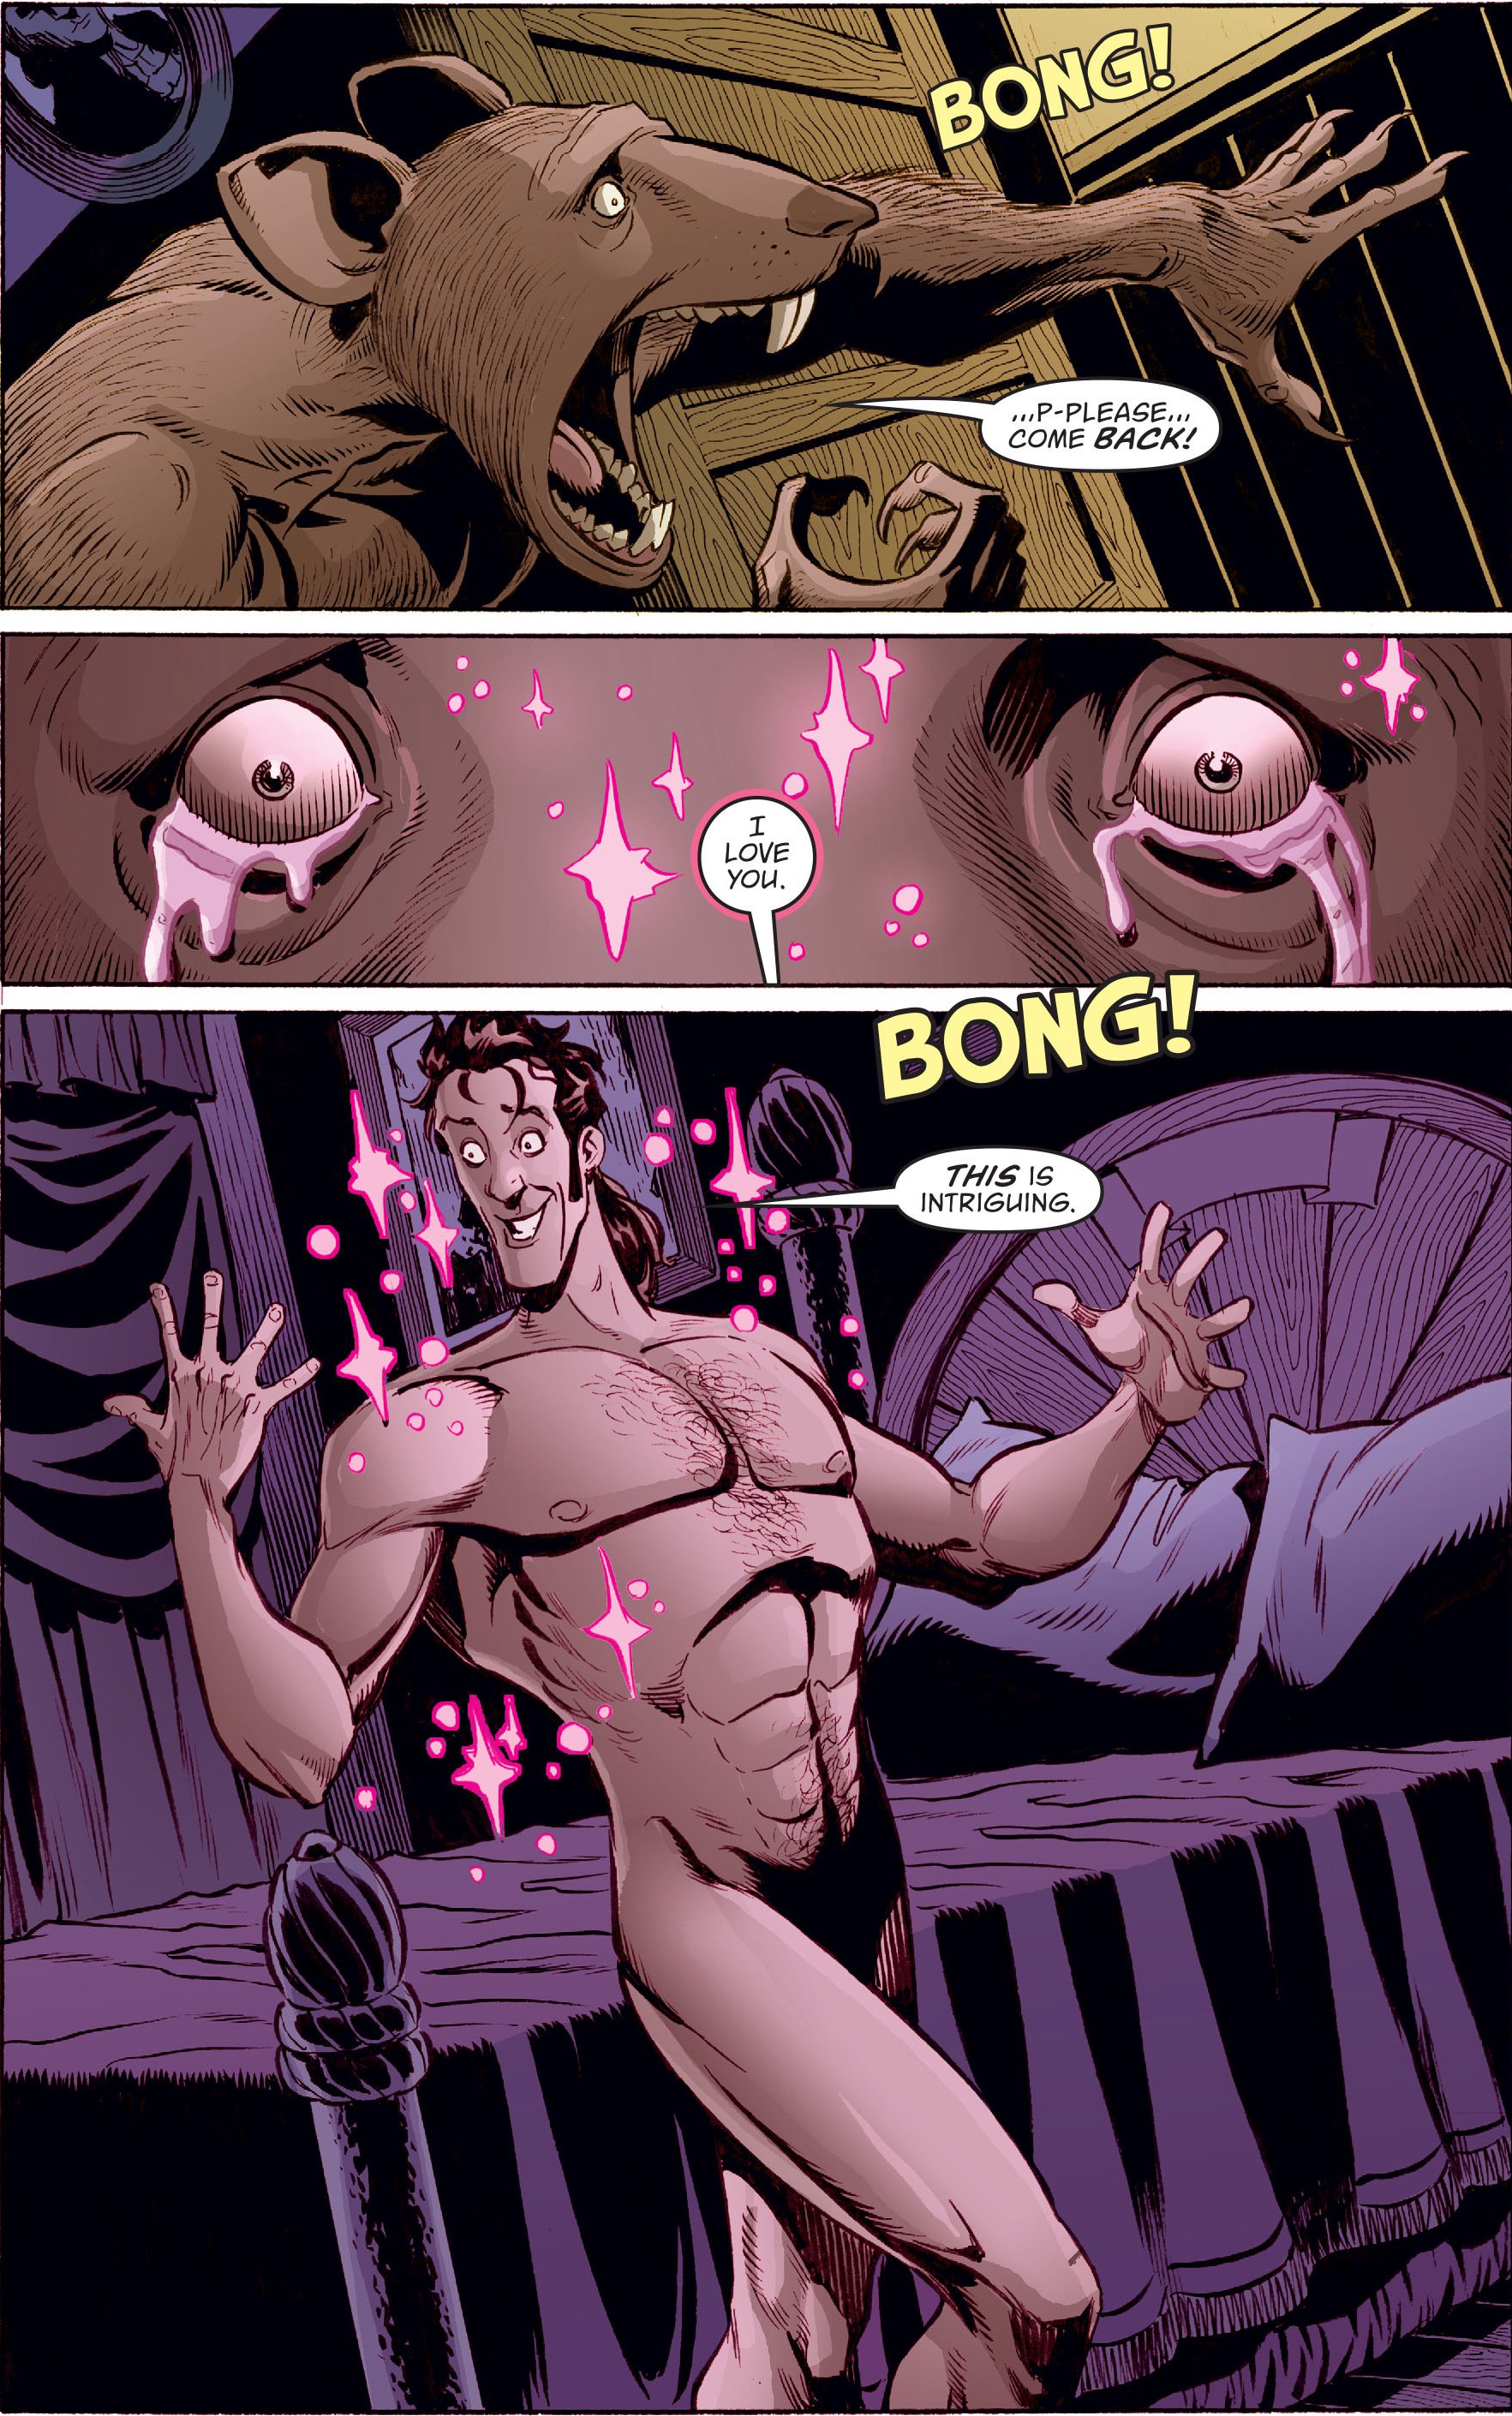 BONG!
...P-PLEASE...
COME BACK!
I
LOVE
YOU.
BONG!
THIS IS
INTRIGUING.